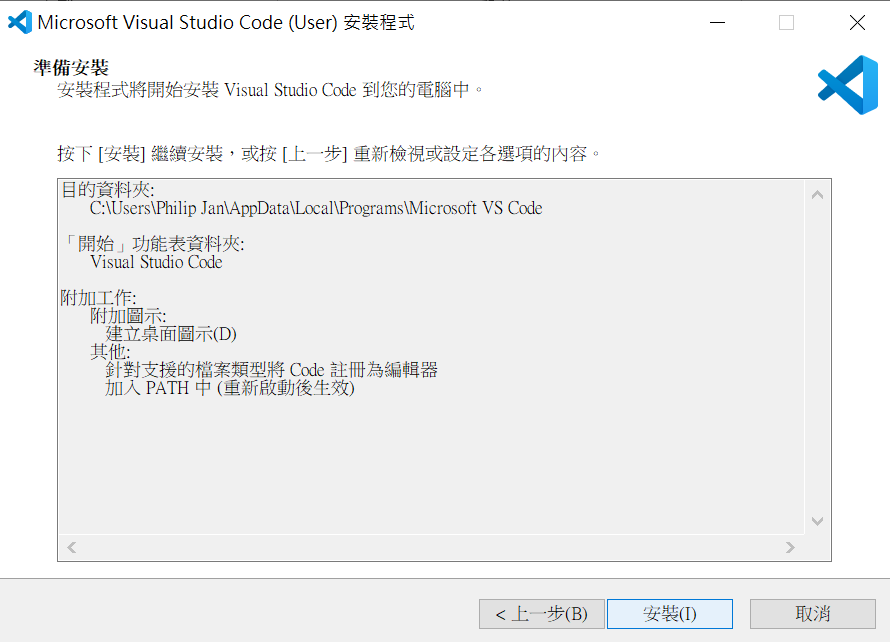 Microsoft Visual Studio Code (User) 安裝程式
準備安裝
安裝程式將開始安裝 Visual Studio Code 到您的電腦中。
按下 [安裝] 繼續安裝，或按 [上一步] 重新檢視或設定各選項的內容。
目的資料夾:
C:\Users\Philip Jan\AppData\Local\Programs\Microsoft VS Code
「開始」功能表資料夾:
Visual Studio Code
附加工作:
附加圖示:
建立桌面圖示(D)
其他:
針對支援的檔案類型將 Code 註冊為編輯器
加入 PATH 中 (重新啟動後生效)
< 上一步(B)
安裝(I)
取消